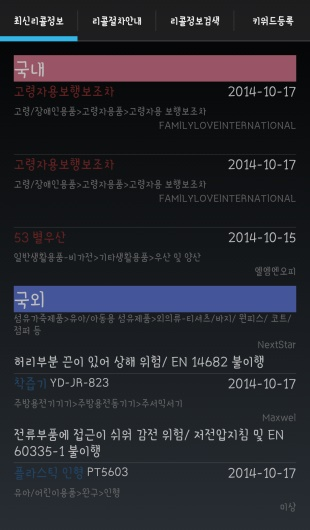 최신리콜정보 리콜절차안내 리콜정보검색 키워드등록
국내
고령자용보행보조차 2014-10-17
고령/장애인용품>고령자용품>고령자용 보행보조차
FAMILYLOVEINTERNATIONAL
고령자용보행보조차 2014-10-17
고령/장애인용품>고령자용품>고령자용 보행보조차
FAMILYLOVEINTERNATIONAL
53 별우산 2014-10-15
일반생활용품-비가전>기타생활용품>우산 및 양산
엘엠엔오피
국외
섬유가죽제품>유아/아동용 섬유제품>외의류-티셔츠/바지/ 원피스/ 코트/
점퍼 등
NextStar
허리부분 끈이 있어 상해 위험/ EN 14682 불이행
착즙기 YD-JR-823 2014-10-17
주방용전기기기>주방용전동기기>주서믹서기
Maxwel
전류부품에 접근이 쉬워 감전 위험/ 저전압지침 및 EN
60335-1 불이행
플라스틱 인형 PT5603 2014-10-17
유아/어린이용품>완구>인형
이상